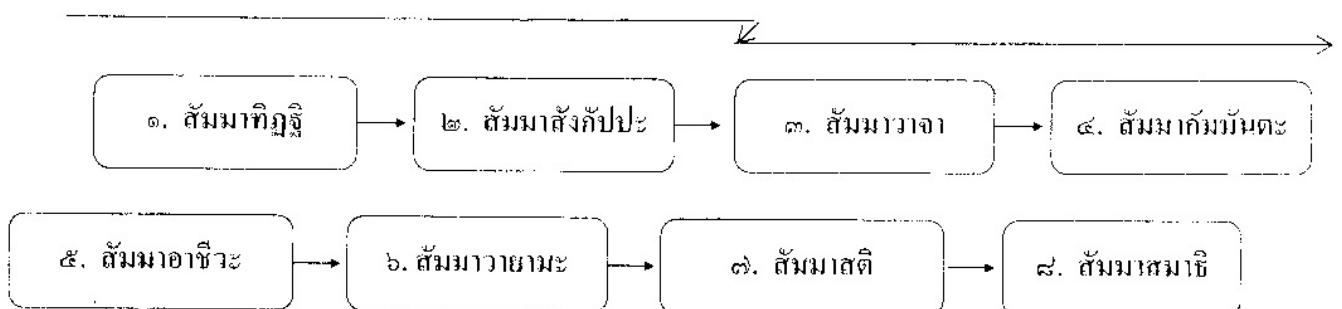 ๑. สัมมาทิฏฐิ ๒. สัมมาสังกัปปะ ๓. สัมมาวาจา ๔. สัมมากัมมันตะ
๕. สัมมาอาชีวะ ๖. สัมมาวายามะ ๗. สัมมาสติ ๘. สัมมาสมาธิ